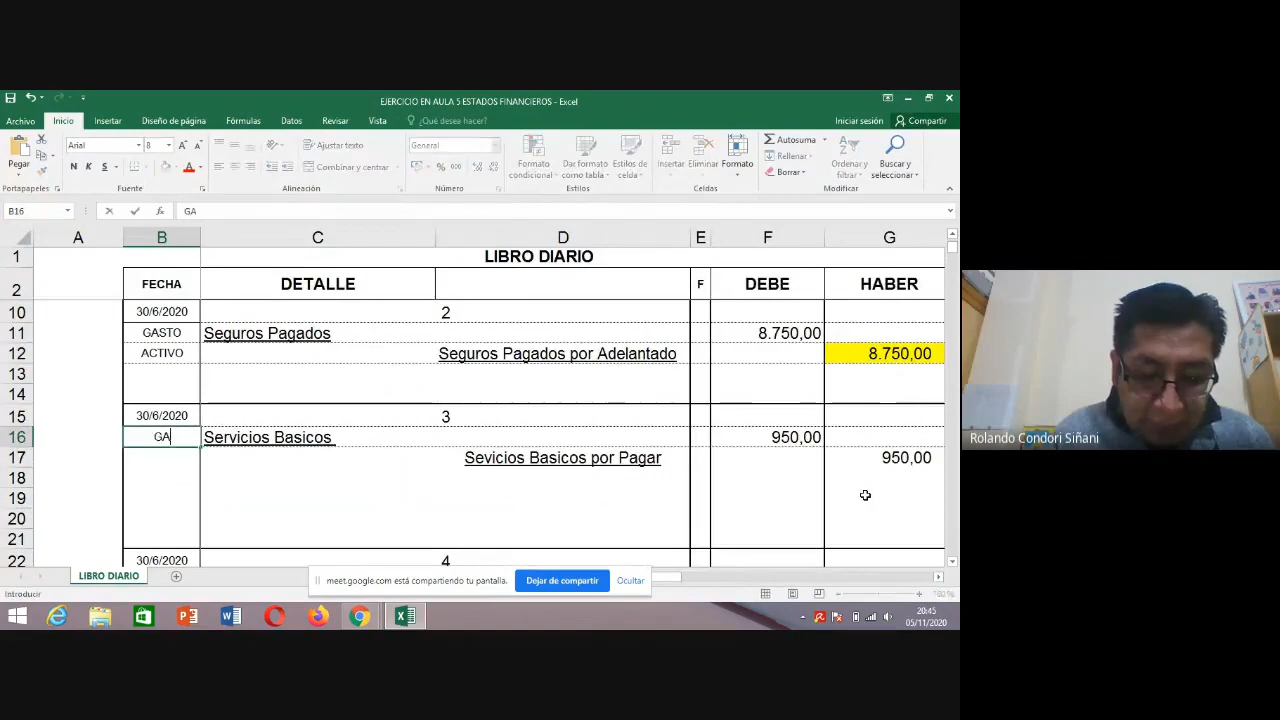 EJERCICIO EN AULA 5 ESTADOS FINANCIEROS - Excel
Archivo Inicio Insertar Diseño de página Fórmulas Datos Revisar Vista ¿Qué desea hacer? Iniciar sesión Compartir
Arial 8 Ajustar texto General Autosuma
Pegar N K S Combinar y centrar % 000 Formato condicional Dar formato como tabla Estilos de celda Insertar Eliminar Formato Rellenar Borrar Ordenar y filtrar Buscar y seleccionar
Portapapeles Fuente Alineación Número Estilos Celdas Modificar
B16 fx GA
A B C D E F G
1 LIBRO DIARIO
2 FECHA DETALLE F DEBE HABER
10 30/6/2020 2
11 GASTO Seguros Pagados 8.750,00
12 ACTIVO Seguros Pagados por Adelantado 8.750,00
13
14
15 30/6/2020 3
16 GA Servicios Basicos 950,00
17 Sevicios Basicos por Pagar 950,00
18
19
20
21
22 30/6/2020 4
LIBRO DIARIO
meet.google.com está compartiendo tu pantalla. Dejar de compartir Ocultar
Introducir
20:45
05/11/2020
Rolando Condori Siñani